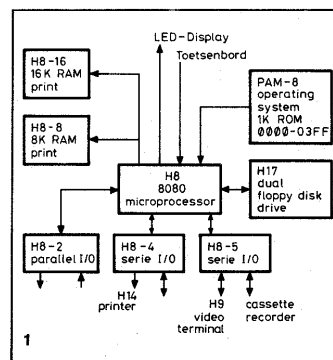 LED-Display
Toetsenbord
H8-16
16K RAM
print
H8-8
8K RAM
print
PAM-8
operating
system
1K ROM
0000-03FF
H8
8080
microprocessor
H17
dual
floppy disk
drive
H8-2
parallel I/O
H8-4
serie I/O
H8-5
serie I/O
H14
printer
H9
video
terminal
cassette
recorder
1